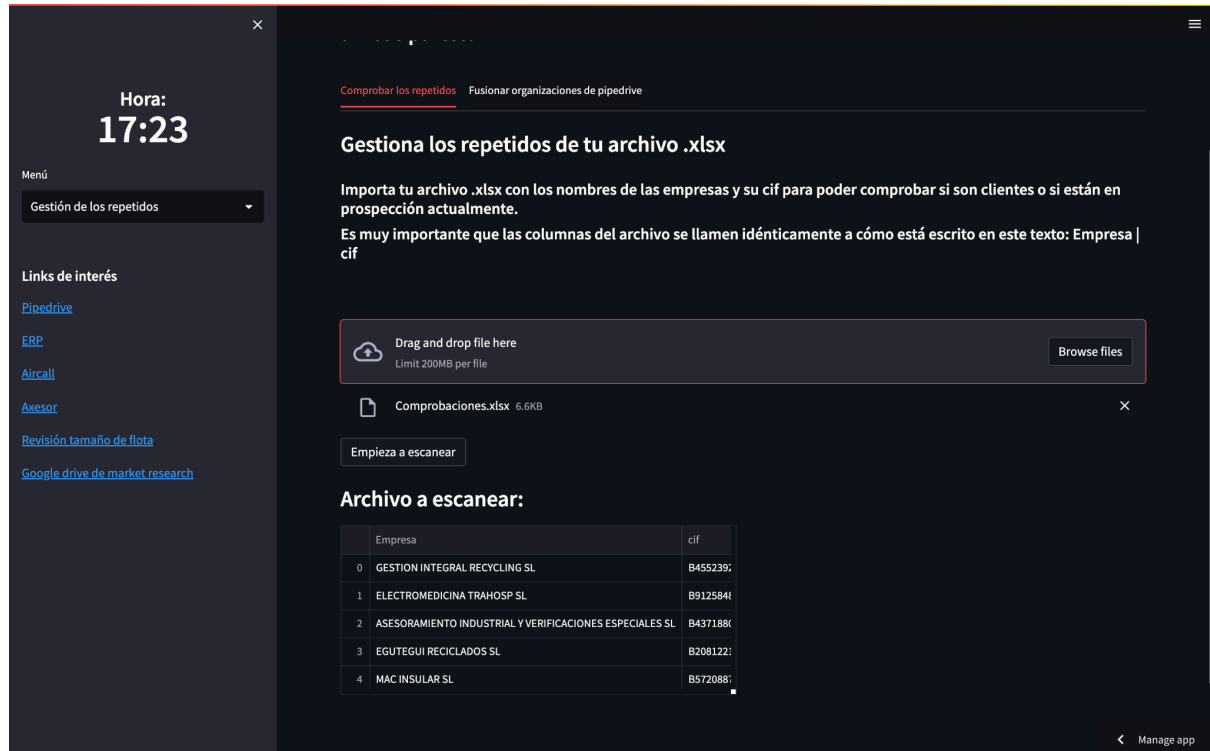 Hora:
17:23
Menú
Gestión de los repetidos
Links de interés
Pipedrive
ERP
Aircall
Axesor
Revisión tamaño de flota
Google drive de market research
Comprobar los repetidos Fusionar organizaciones de pipedrive
Gestiona los repetidos de tu archivo .xlsx
Importa tu archivo .xlsx con los nombres de las empresas y su cif para poder comprobar si son clientes o si están en
prospección actualmente.
Es muy importante que las columnas del archivo se llamen idénticamente a cómo está escrito en este texto: Empresa |
cif
Drag and drop file here
Limit 200MB per file
Browse files
Comprobaciones.xlsx 6.6KB
Empieza a escanear
Archivo a escanear:
Empresa cif
0 GESTION INTEGRAL RECYCLING SL B455239
1 ELECTROMEDICINA TRAHOSP SL B912584
2 ASESORAMIENTO INDUSTRIAL Y VERIFICACIONES ESPECIALES SL B437188
3 EGUTEGUI RECICLADOS SL B208122
4 MAC INSULAR SL B572088
Manage app